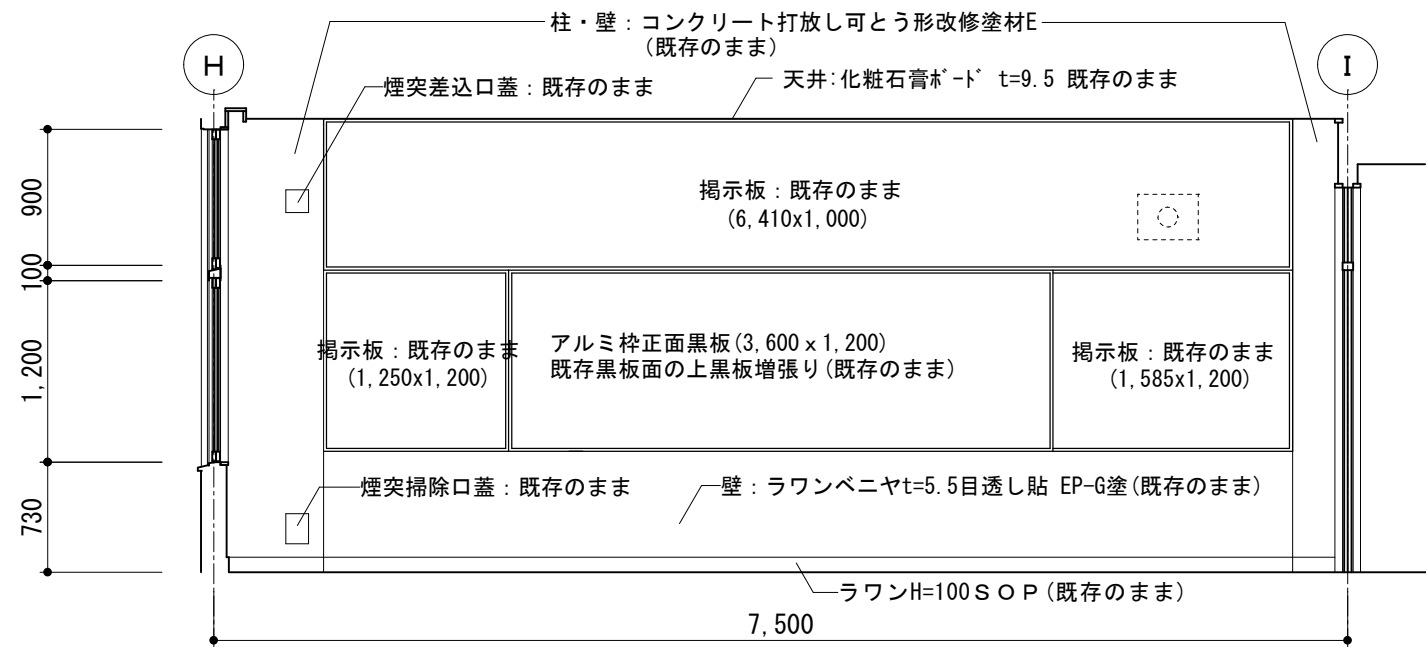 柱・壁：コンクリート打放し可とう形改修塗材E
(既存のまま)
H
I
煙突差込口蓋：既存のまま
天井:化粧石膏ﾎﾞｰﾄﾞ t=9.5 既存のまま
900
掲示板：既存のまま
(6,410x1,000)
100
1,200
掲示板：既存のまま
(1,250x1,200)
アルミ枠正面黒板(3,600ｘ1,200)
既存黒板面の上黒板増張り(既存のまま)
掲示板：既存のまま
(1,585x1,200)
730
煙突掃除口蓋：既存のまま
壁：ラワンベニヤt=5.5目透し貼 EP-G塗(既存のまま)
ラワンH=100ＳＯＰ(既存のまま)
7,500